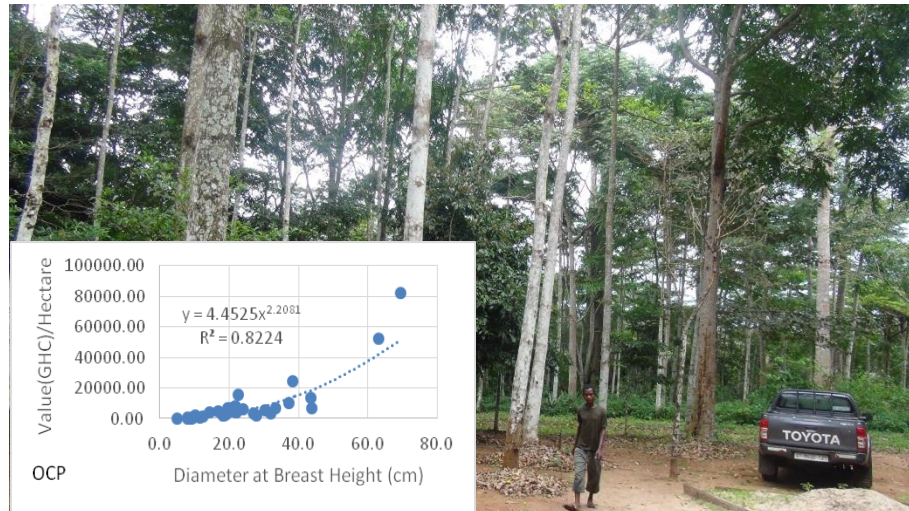 Value(GHC)/Hectare
100000.00
80000.00
60000.00
40000.00
20000.00
0.00
y = 4.4525x^2.2081
R² = 0.8224
0.0 20.0 40.0 60.0 80.0
OCP
Diameter at Breast Height (cm)
TOYOTA